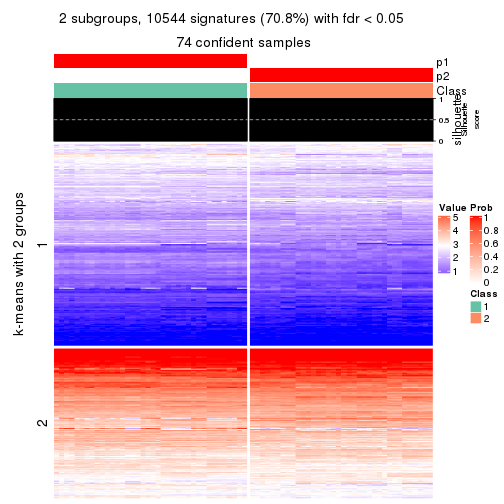 2 subgroups, 10544 signatures (70.8%) with fdr < 0.05
74 confident samples
p1
p2
Class
1
0.5
0
silhouette
Silhouette
score
k-means with 2 groups
1
2
Value
5
4
3
2
1
Prob
1
0.8
0.6
0.4
0.2
0
Class
1
2